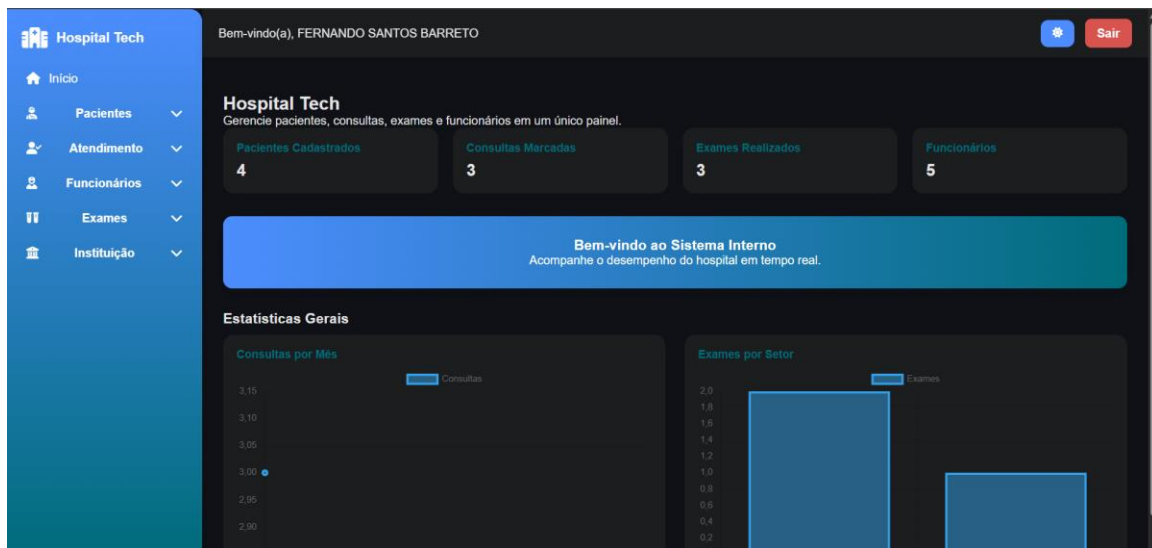 Hospital Tech
Bem-vindo(a), FERNANDO SANTOS BARRETO
Sair
Início
Pacientes
Atendimento
Funcionários
Exames
Instituição
Hospital Tech
Gerencie pacientes, consultas, exames e funcionários em um único painel.
Pacientes Cadastrados
4
Consultas Marcadas
3
Exames Realizados
3
Funcionários
5
Bem-vindo ao Sistema Interno
Acompanhe o desempenho do hospital em tempo real.
Estatísticas Gerais
Consultas por Mês
Consultas
3,15
3,10
3,05
3,00
2,95
2,90
Exames por Setor
Exames
2,0
1,8
1,6
1,4
1,2
1,0
0,8
0,6
0,4
0,2